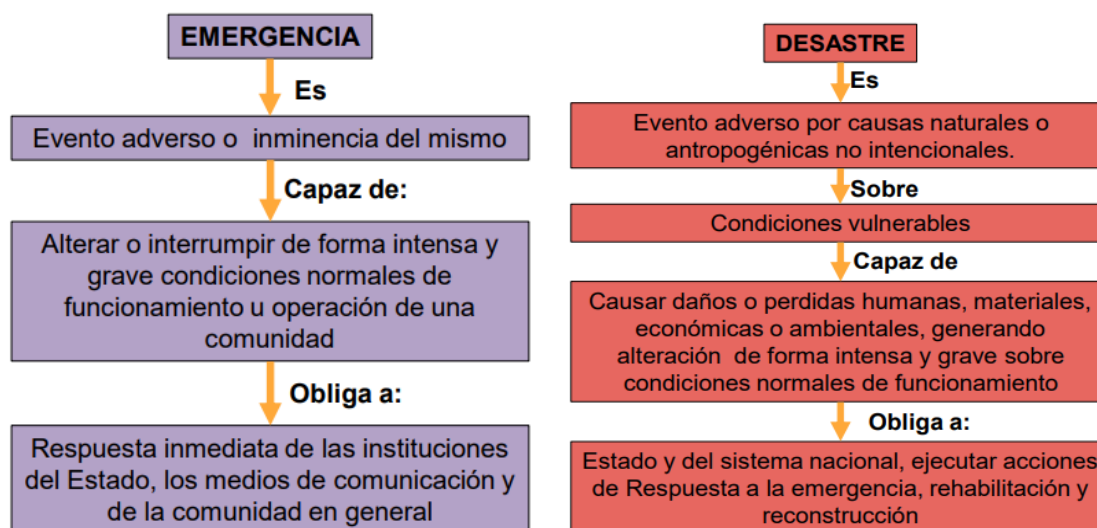 EMERGENCIA
Es
Evento adverso o inminencia del mismo
Capaz de:
Alterar o interrumpir de forma intensa y
grave condiciones normales de
funcionamiento u operación de una
comunidad
Obliga a:
Respuesta inmediata de las instituciones
del Estado, los medios de comunicación y
de la comunidad en general
DESASTRE
Es
Evento adverso por causas naturales o
antropogénicas no intencionales.
Sobre
Condiciones vulnerables
Capaz de
Causar daños o perdidas humanas, materiales,
económicas o ambientales, generando
alteración de forma intensa y grave sobre
condiciones normales de funcionamiento
Obliga a:
Estado y del sistema nacional, ejecutar acciones
de Respuesta a la emergencia, rehabilitación y
reconstrucción